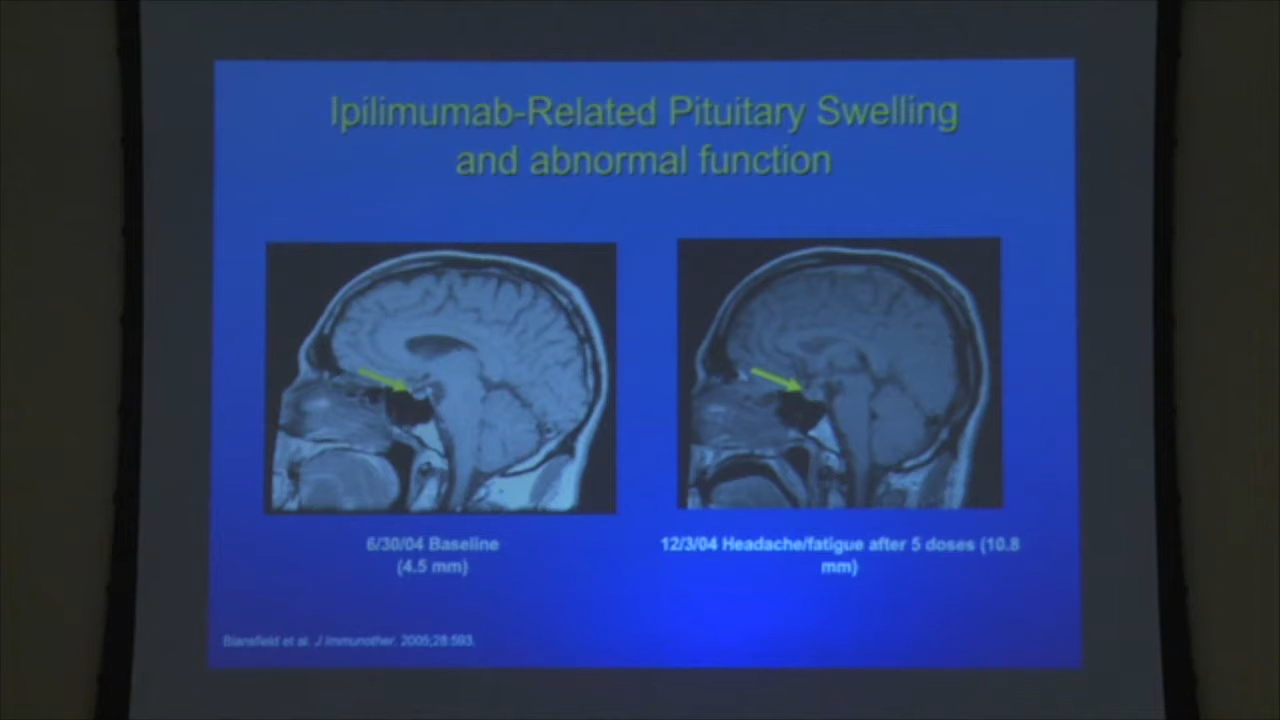 Ipilimumab-Related Pituitary Swelling
and abnormal function
6/30/04 Baseline
(4.5 mm)
12/3/04 Headache/fatigue after 5 doses (10.8
mm)
et al. J Immunother. 2005;28:593.